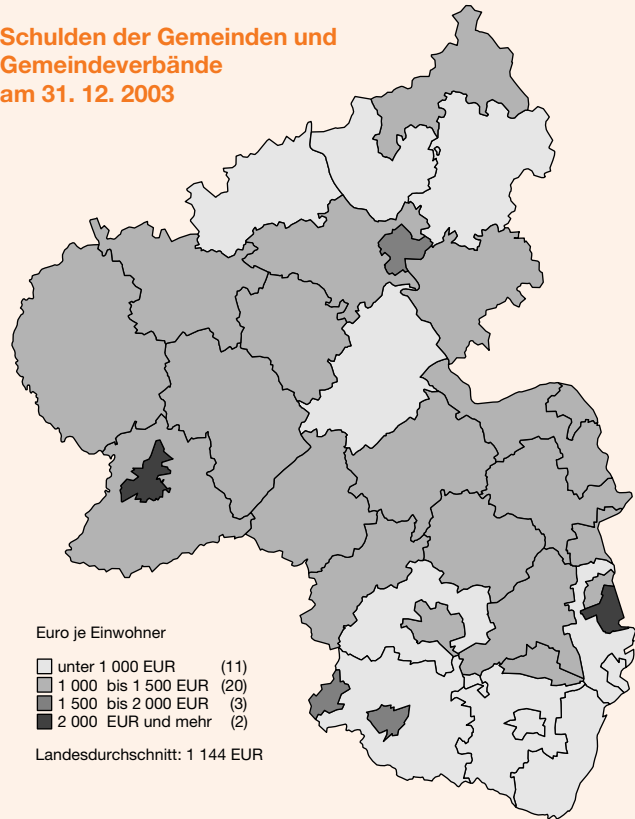 Schulden der Gemeinden und
Gemeindeverbände
am 31. 12. 2003
Euro je Einwohner
unter 1 000 EUR (11)
1 000 bis 1 500 EUR (20)
1 500 bis 2 000 EUR (3)
2 000 EUR und mehr (2)
Landesdurchschnitt: 1 144 EUR